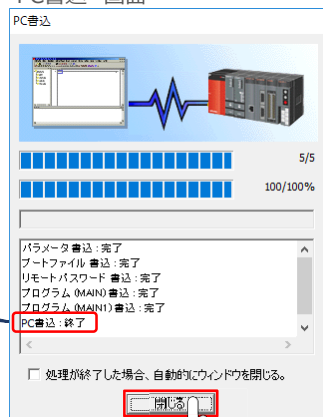 PC書込
5/5
100/100%
パラメータ 書込 : 完了
ブートファイル 書込 : 完了
リモートパスワード 書込 : 完了
プログラム (MAIN) 書込 : 完了
プログラム (MAIN1) 書込 : 完了
PC書込 : 終了
処理が終了した場合、自動的にウィンドウを閉じる。
閉じる